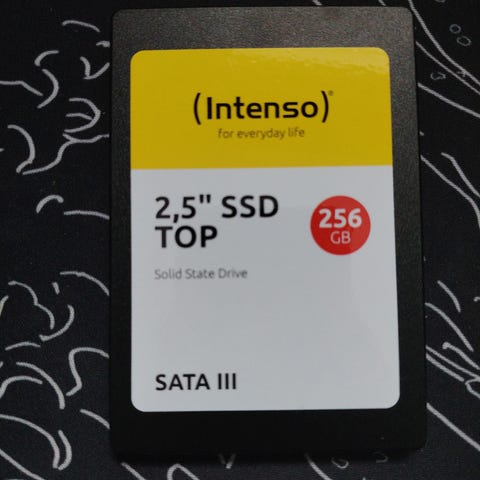 (Intenso)®
for everyday life
2,5" SSD
TOP
256
GB
Solid State Drive
SATA III